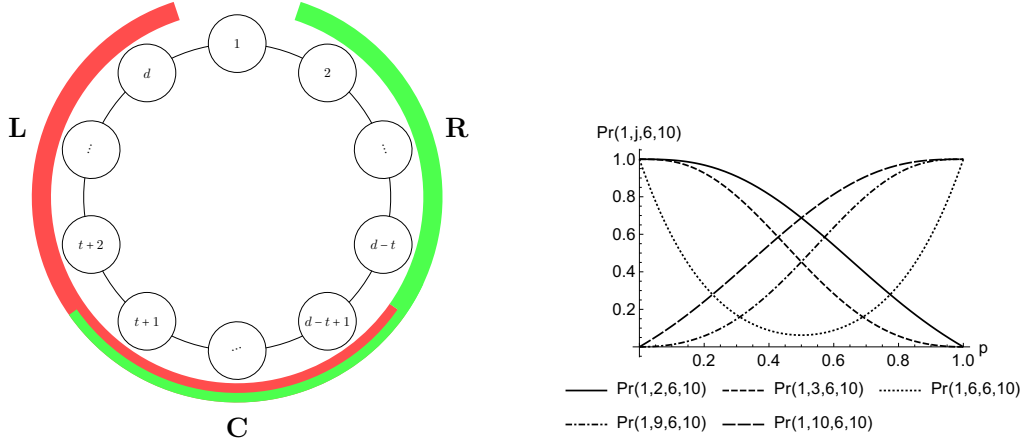 1
d
2
L
R
⋮
⋱
t + 2
d − t
t + 1
d − t + 1
⋯
C
Pr(1,j,6,10)
1.0
0.8
0.6
0.4
0.2
0.2 0.4 0.6 0.8 1.0 p
Pr(1,2,6,10) Pr(1,3,6,10) Pr(1,6,6,10)
Pr(1,9,6,10) Pr(1,10,6,10)